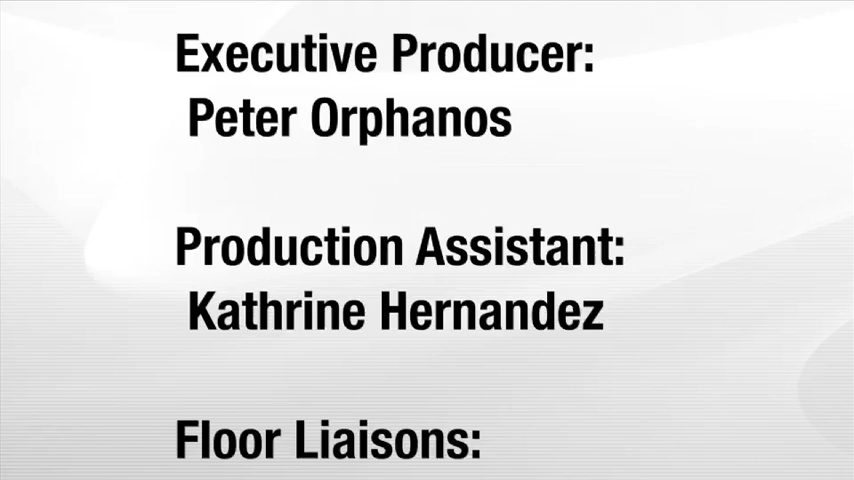 Executive Producer:
Peter Orphanos
Production Assistant:
Kathrine Hernandez
Floor Liaisons: